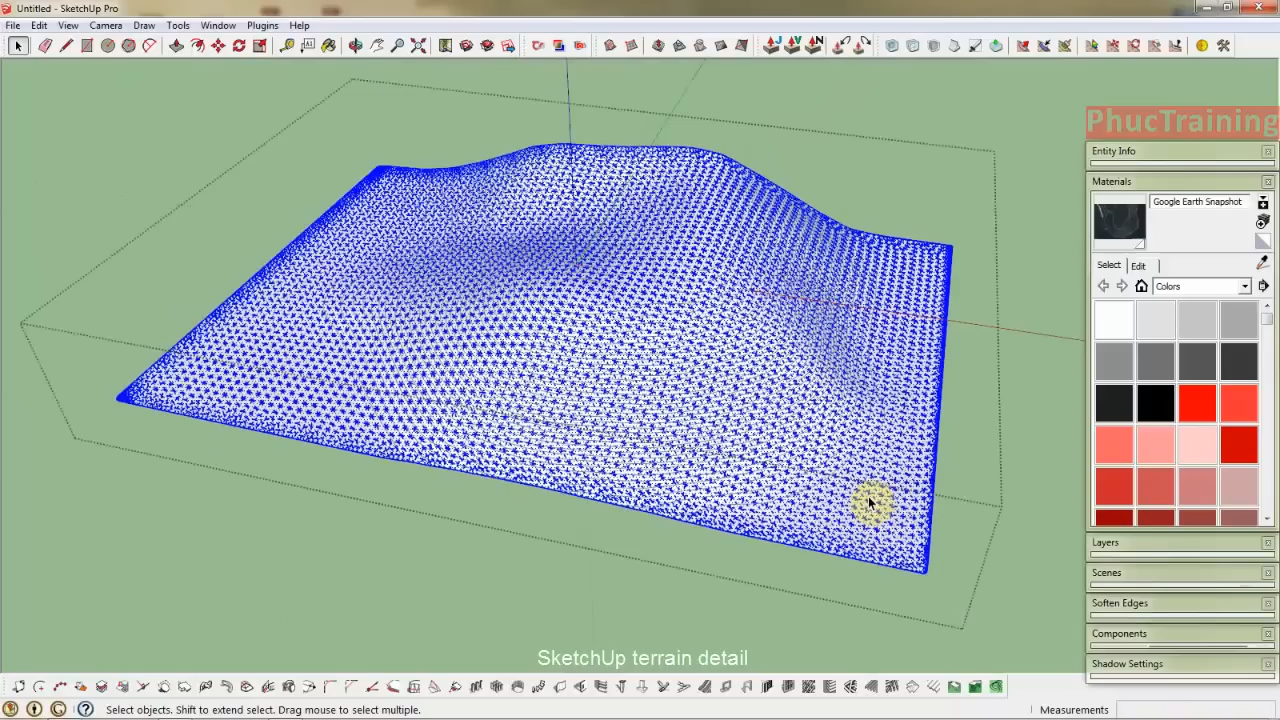 Untitled - SketchUp Pro
File Edit View Camera Draw Tools Window Plugins Help
PhucTraining
Entity Info
Materials
Google Earth Snapshot
Select Edit
Colors
Layers
Scenes
Soften Edges
Components
Shadow Settings
SketchUp terrain detail
Select objects. Shift to extend select. Drag mouse to select multiple.
Measurements